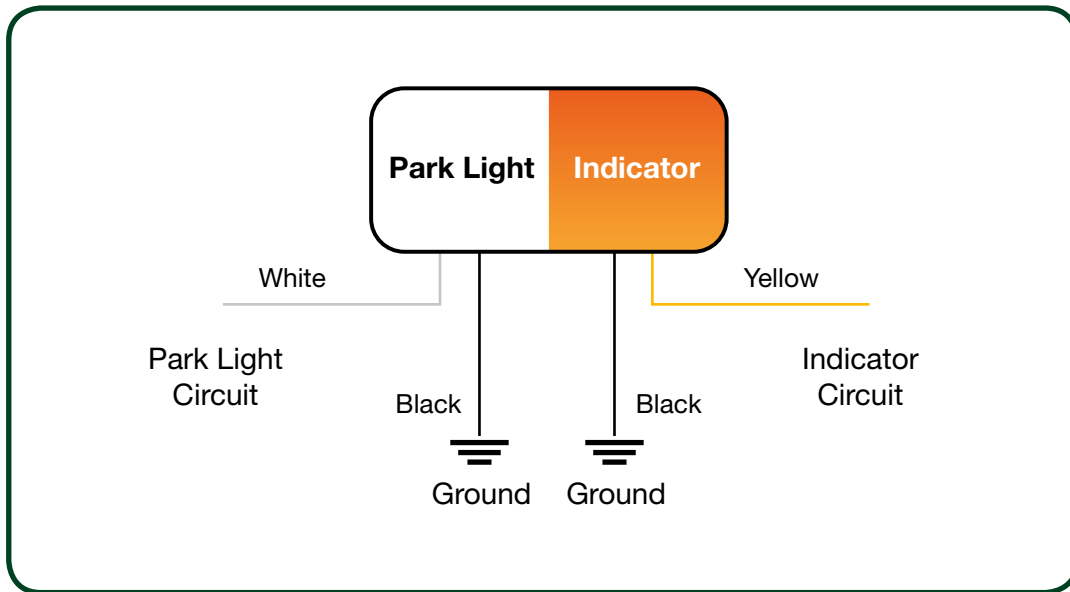 Park Light
Indicator
White
Yellow
Park Light
Circuit
Indicator
Circuit
Black
Black
Ground
Ground